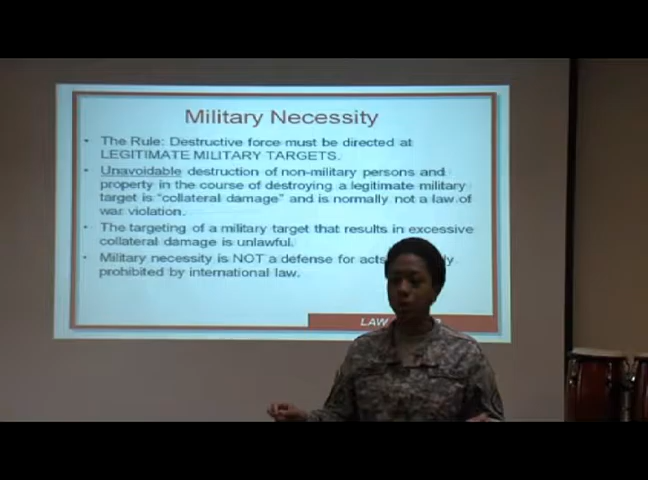 Military Necessity
• The Rule: Destructive force must be directed at
LEGITIMATE MILITARY TARGETS.
• Unavoidable destruction of non-military persons and
property in the course of destroying a legitimate military
target is "collateral damage" and is normally not a law of
war violation.
• The targeting of a military target that results in excessive
collateral damage is unlawful.
• Military necessity is NOT a defense for acts
prohibited by international law.
LAW